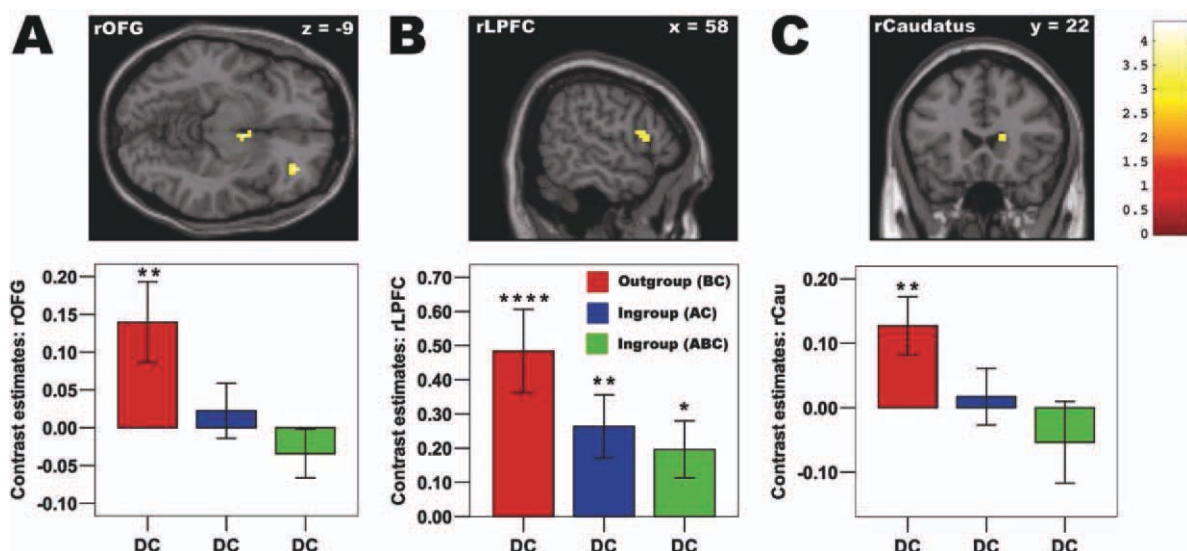 A
rOFG
z = -9
B
rLPFC
x = 58
C
rCaudatus
y = 22
4
3.5
3
2.5
2
1.5
1
0.5
0
Contrast estimates: rOFG
0.20
0.15
0.10
0.05
0.00
-0.05
-0.10
**
DC
DC
DC
Contrast estimates: rLPFC
0.70
0.60
0.50
0.40
0.30
0.20
0.10
0.00
****
**
*
Outgroup (BC)
Ingroup (AC)
Ingroup (ABC)
DC
DC
DC
Contrast estimates: rCau
0.20
0.10
0.00
-0.10
**
DC
DC
DC